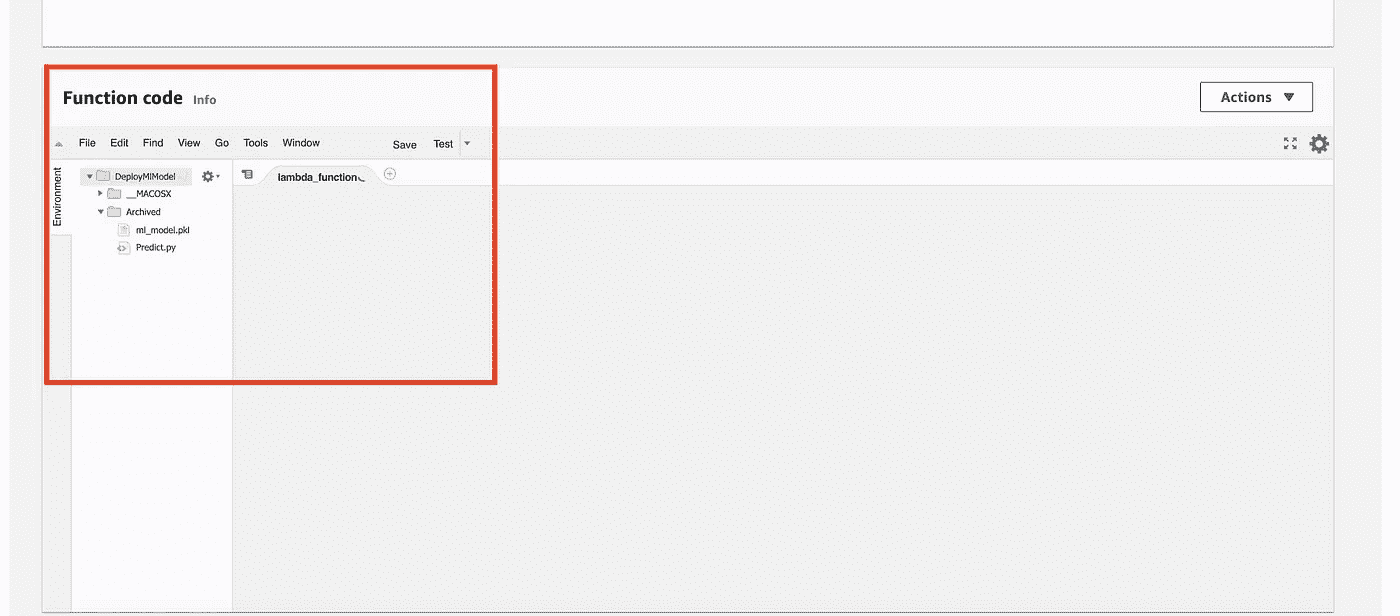 Function code Info
Actions
File Edit Find View Go Tools Window Save Test
Environment
DeployMlModel
lambda_function
__MACOSX
Archived
ml_model.pkl
Predict.py